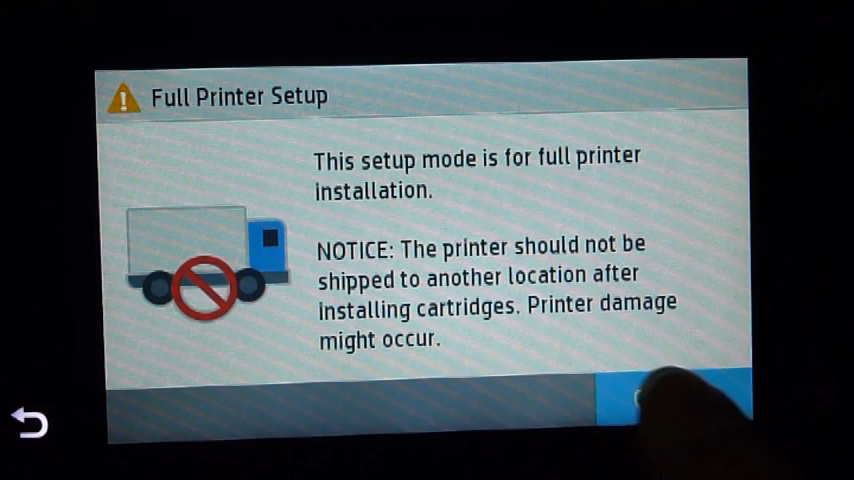 Full Printer Setup
This setup mode is for full printer
installation.
NOTICE: The printer should not be
shipped to another location after
installing cartridges. Printer damage
might occur.